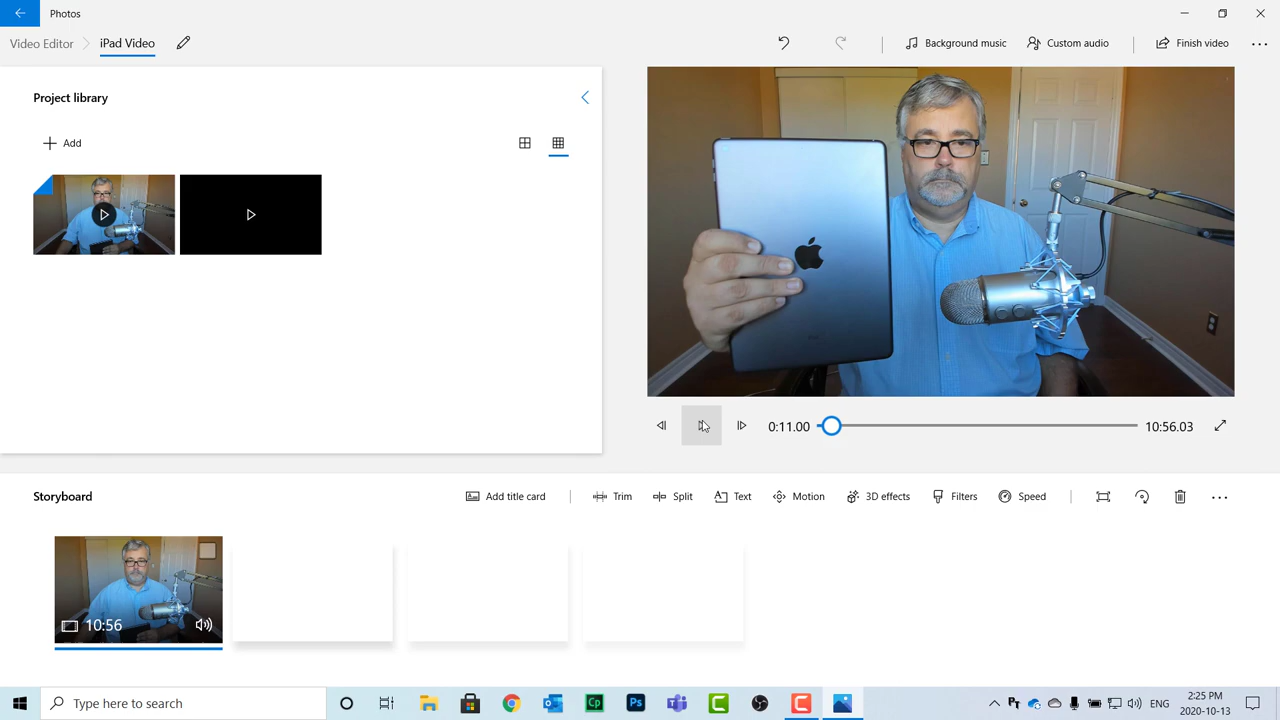 Photos
Video Editor
iPad Video
Background music
Custom audio
Finish video
Project library
Add
0:11.00
10:56.03
Storyboard
Add title card
Trim
Split
Text
Motion
3D effects
Filters
Speed
10:56
Type here to search
ENG
2:25 PM
2020-10-13